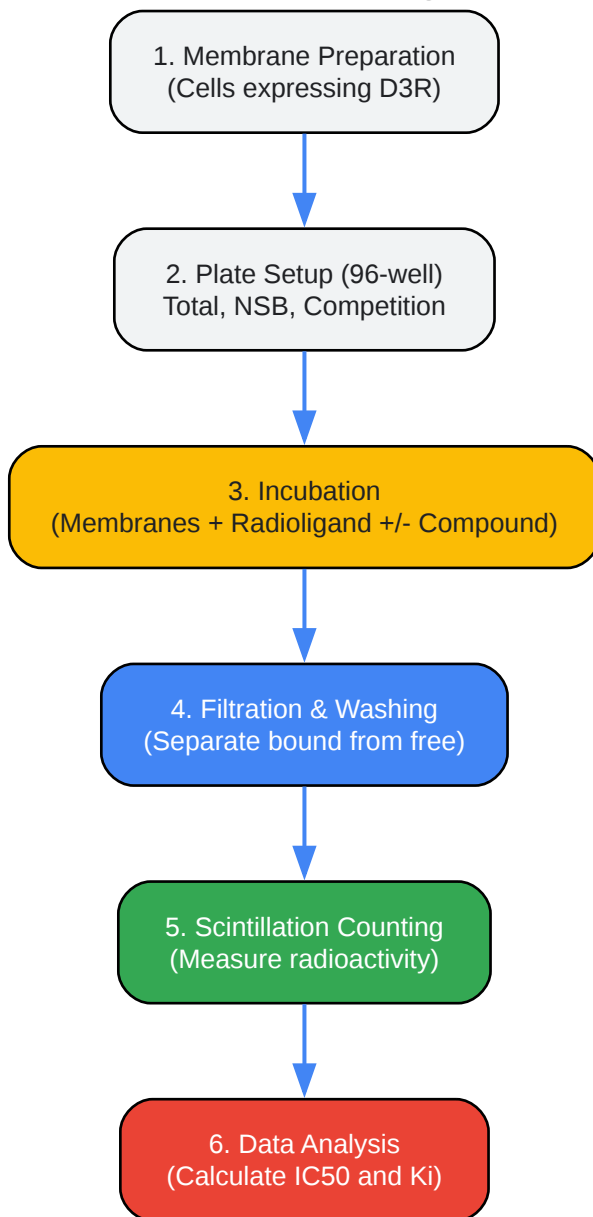 1. Membrane Preparation
(Cells expressing D3R)
2. Plate Setup (96-well)
Total, NSB, Competition
3. Incubation
(Membranes + Radioligand +/- Compound)
4. Filtration & Washing
(Separate bound from free)
5. Scintillation Counting
(Measure radioactivity)
6. Data Analysis
(Calculate IC50 and Ki)